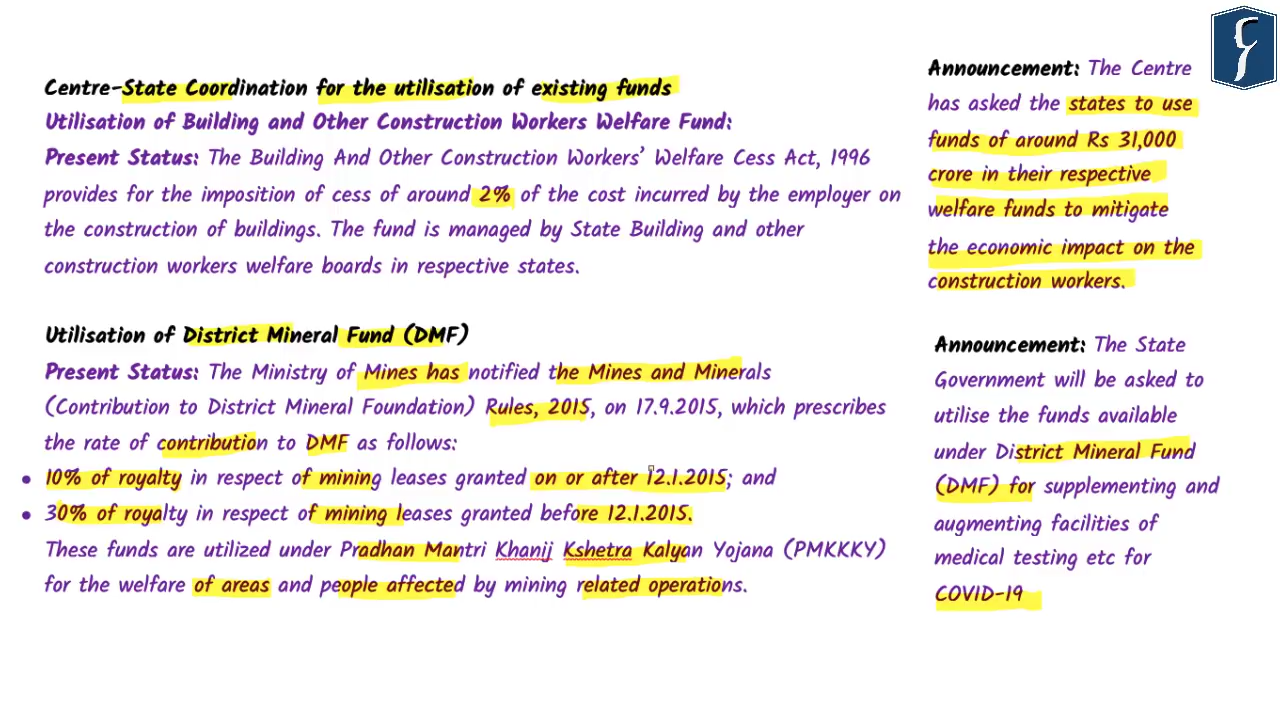 Centre-State Coordination for the utilisation of existing funds
Utilisation of Building and Other Construction Workers Welfare Fund:
Present Status: The Building And Other Construction Workers' Welfare Cess Act, 1996
provides for the imposition of cess of around 2% of the cost incurred by the employer on
the construction of buildings. The fund is managed by State Building and other
construction workers welfare boards in respective states.
Utilisation of District Mineral Fund (DMF)
Present Status: The Ministry of Mines has notified the Mines and Minerals
(Contribution to District Mineral Foundation) Rules, 2015, on 17.9.2015, which prescribes
the rate of contribution to DMF as follows:
• 10% of royalty in respect of mining leases granted on or after 12.1.2015; and
• 30% of royalty in respect of mining leases granted before 12.1.2015.
These funds are utilized under Pradhan Mantri Khanij Kshetra Kalyan Yojana (PMKKKY)
for the welfare of areas and people affected by mining related operations.
Announcement: The Centre
has asked the states to use
funds of around Rs 31,000
crore in their respective
welfare funds to mitigate
the economic impact on the
construction workers.
Announcement: The State
Government will be asked to
utilise the funds available
under District Mineral Fund
(DMF) for supplementing and
augmenting facilities of
medical testing etc for
COVID-19